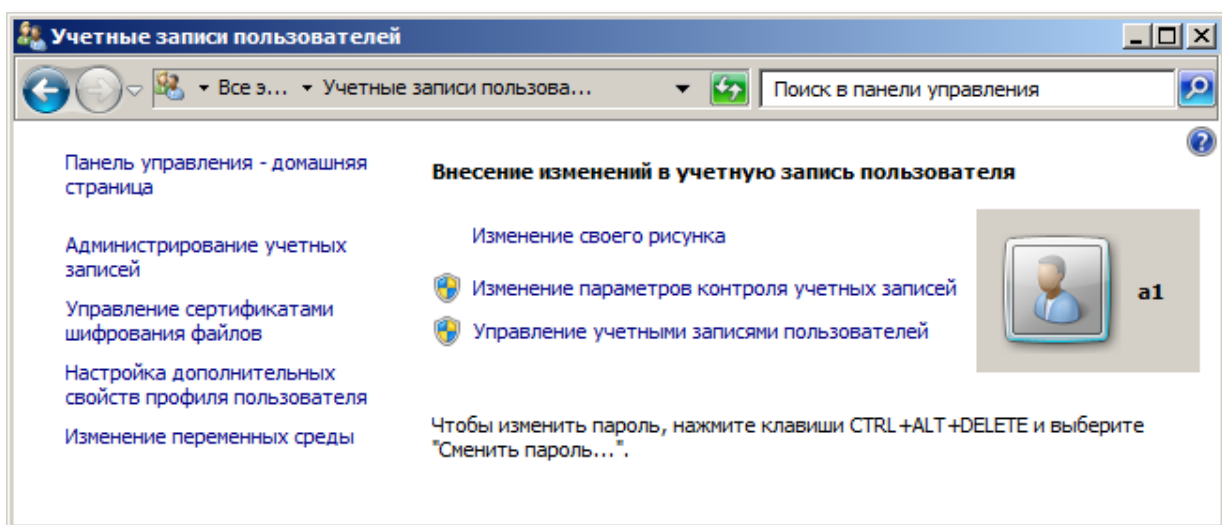 Учетные записи пользователей
Все э... Учетные записи пользова...
Поиск в панели управления
Панель управления - домашняя
страница
Администрирование учетных
записей
Управление сертификатами
шифрования файлов
Настройка дополнительных
свойств профиля пользователя
Изменение переменных среды
Внесение изменений в учетную запись пользователя
Изменение своего рисунка
Изменение параметров контроля учетных записей
Управление учетными записями пользователей
a1
Чтобы изменить пароль, нажмите клавиши CTRL+ALT+DELETE и выберите
"Сменить пароль...".